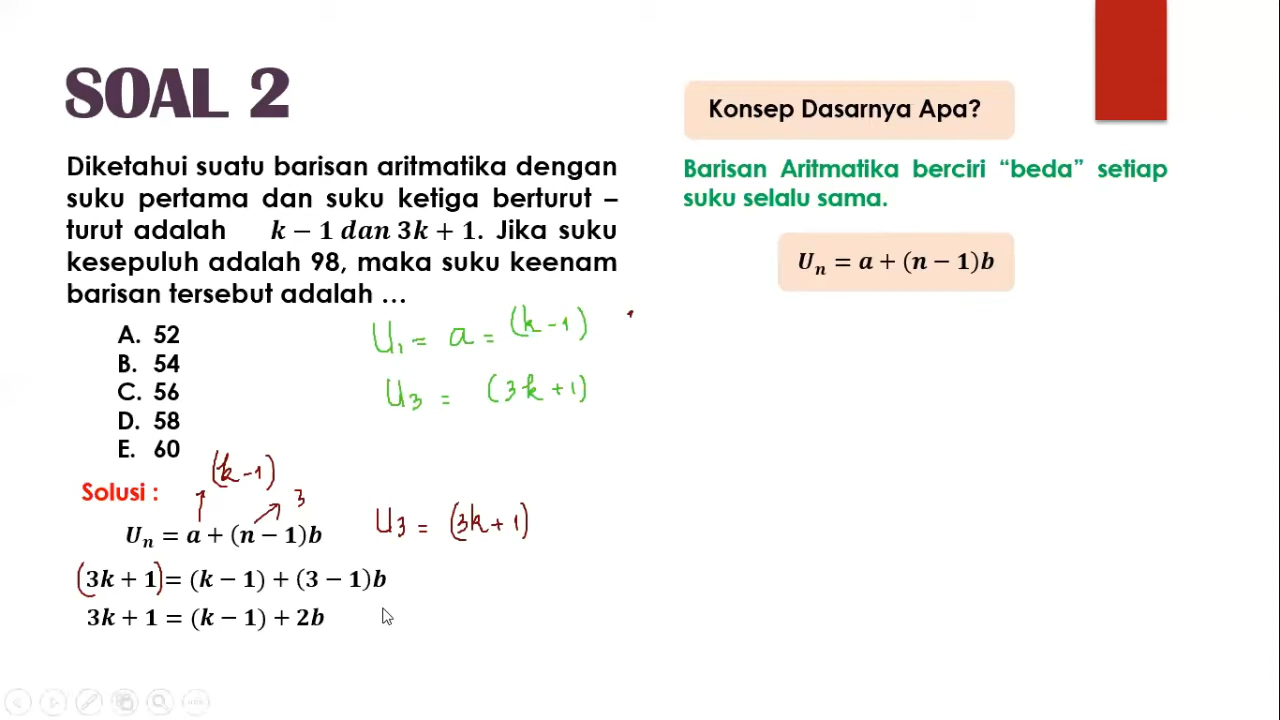 SOAL 2
Diketahui suatu barisan aritmatika dengan
suku pertama dan suku ketiga berturut –
turut adalah k − 1 dan 3k + 1. Jika suku
kesepuluh adalah 98, maka suku keenam
barisan tersebut adalah …
A. 52
B. 54
C. 56
D. 58
E. 60
U₁ = a = (k - 1)
U₃ = (3k + 1)
Solusi :
(k - 1)
3
Uₙ = a + (n − 1)b
U₃ = (3k + 1)
(3k + 1) = (k − 1) + (3 − 1)b
3k + 1 = (k − 1) + 2b
Konsep Dasarnya Apa?
Barisan Aritmatika berciri “beda” setiap
suku selalu sama.
Uₙ = a + (n − 1)b